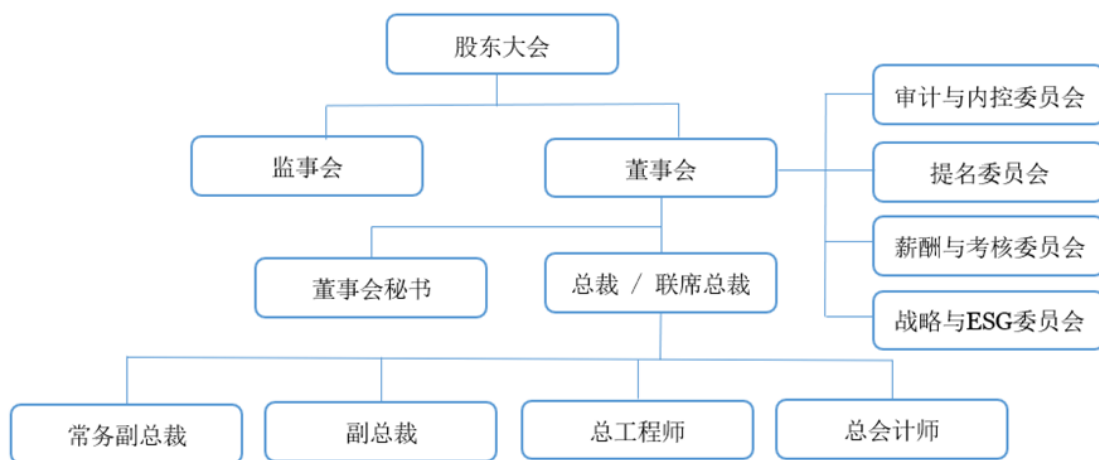 股东大会
审计与内控委员会
监事会
董事会
提名委员会
薪酬与考核委员会
董事会秘书
总裁 / 联席总裁
战略与ESG委员会
常务副总裁
副总裁
总工程师
总会计师